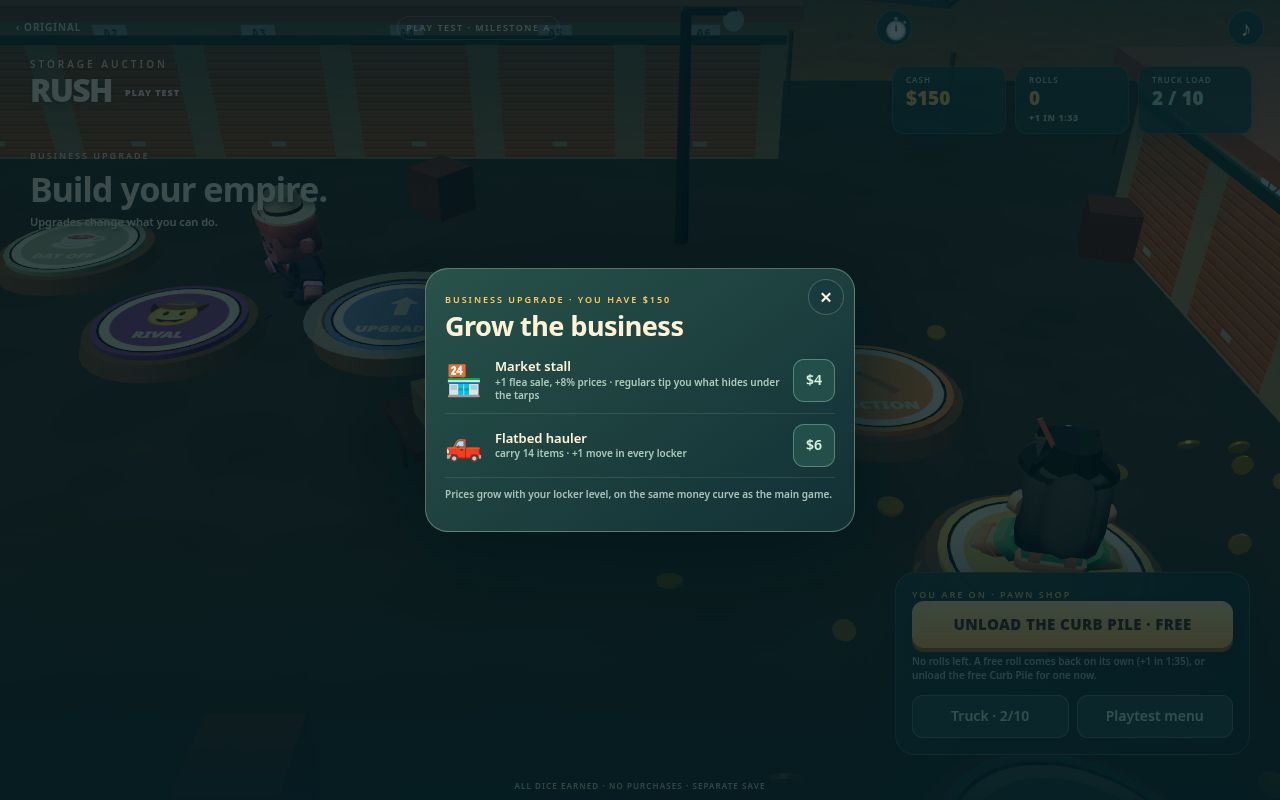 ‹ ORIGINAL
PLAY TEST · MILESTONE A
STORAGE AUCTION
RUSH PLAY TEST
CASH
$150
ROLLS
0
+1 IN 1:33
TRUCK LOAD
2 / 10
BUSINESS UPGRADE
Build your empire.
Upgrades change what you can do.
DAY OFF
RIVAL
BUSINESS UPGRADE · YOU HAVE $150
Grow the business
Market stall
+1 flea sale, +8% prices · regulars tip you what hides under
the tarps
$4
Flatbed hauler
carry 14 items · +1 move in every locker
$6
Prices grow with your locker level, on the same money curve as the main game.
YOU ARE ON · PAWN SHOP
UNLOAD THE CURB PILE · FREE
No rolls left. A free roll comes back on its own (+1 in 1:35), or
unload the free Curb Pile for one now.
Truck · 2/10
Playtest menu
ALL DICE EARNED · NO PURCHASES · SEPARATE SAVE